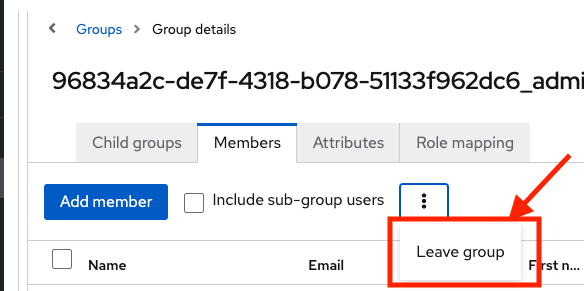 Groups > Group details
96834a2c-de7f-4318-b078-51133f962dc6_admi
Child groups Members Attributes Role mapping
Add member Include sub-group users
Leave group
Name Email First n...